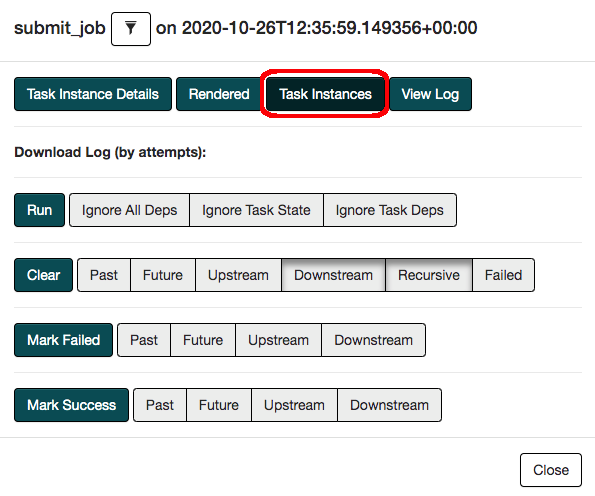 submit_job on 2020-10-26T12:35:59.149356+00:00
Task Instance Details Rendered Task Instances View Log
Download Log (by attempts):
Run Ignore All Deps Ignore Task State Ignore Task Deps
Clear Past Future Upstream Downstream Recursive Failed
Mark Failed Past Future Upstream Downstream
Mark Success Past Future Upstream Downstream
Close